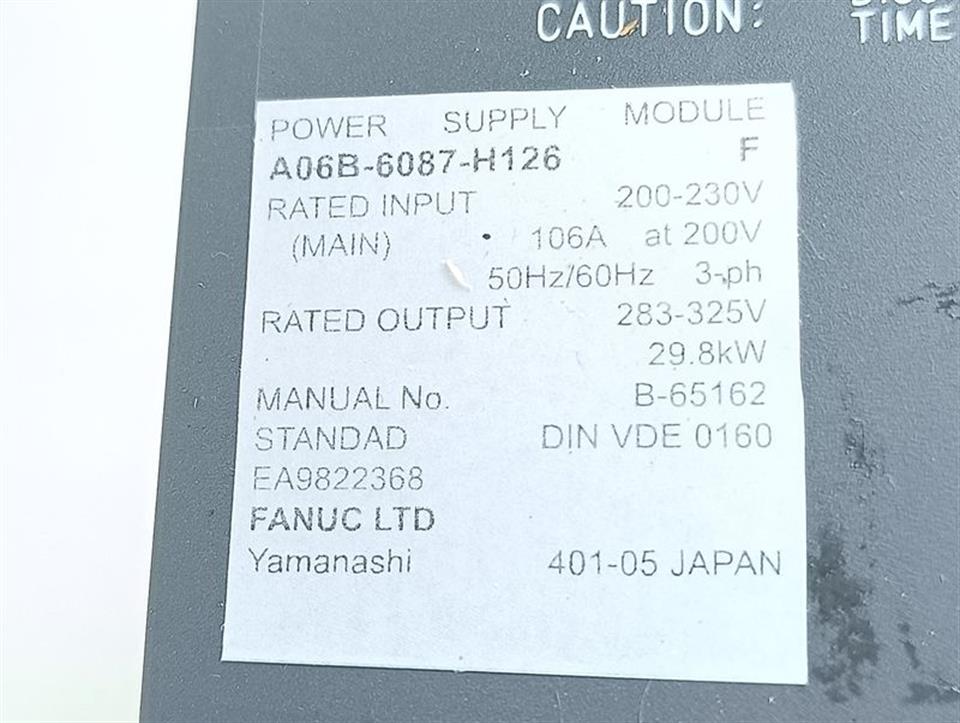 CAUTION:
TIME
POWER SUPPLY MODULE
A06B-6087-H126 F
RATED INPUT 200-230V
(MAIN) 106A at 200V
50Hz/60Hz 3-ph
RATED OUTPUT 283-325V
29.8kW
MANUAL No. B-65162
STANDAD DIN VDE 0160
EA9822368
FANUC LTD
Yamanashi 401-05 JAPAN